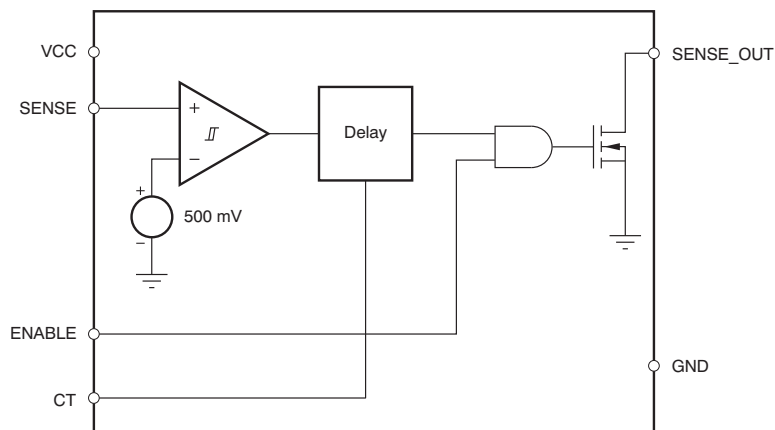 VCC
SENSE_OUT
SENSE
+
Delay
−
+
500 mV
−
ENABLE
GND
CT